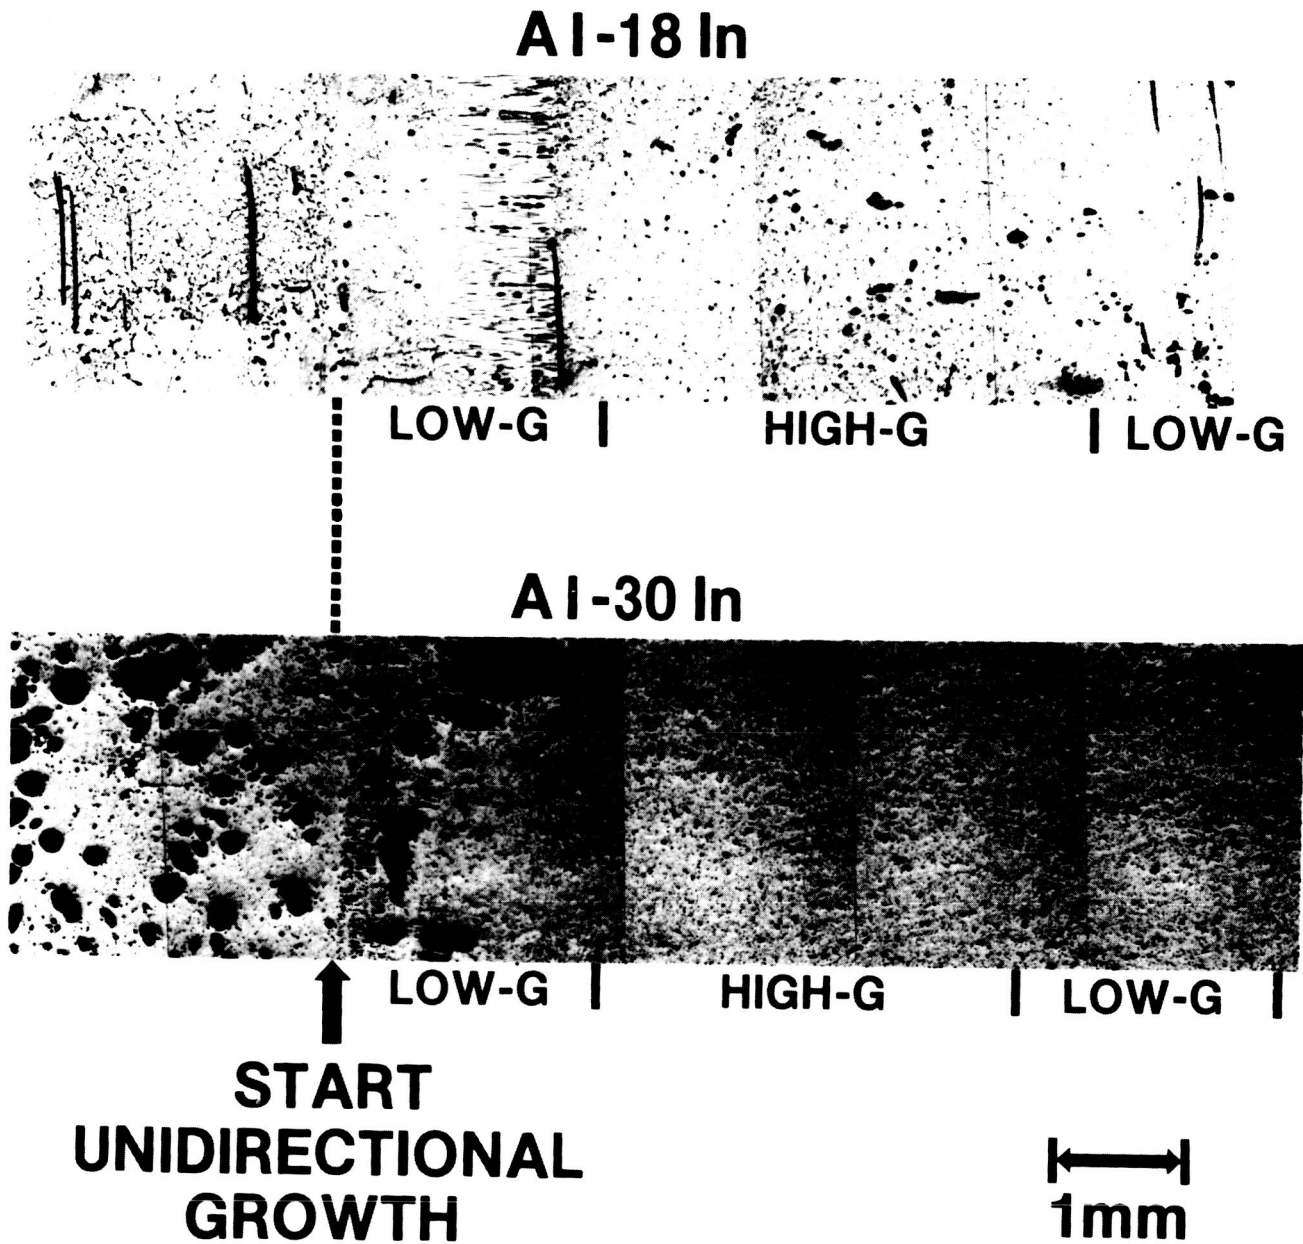 Al-18 In
LOW-G HIGH-G LOW-G
Al-30 In
LOW-G HIGH-G LOW-G
START
UNIDIRECTIONAL
GROWTH
1mm